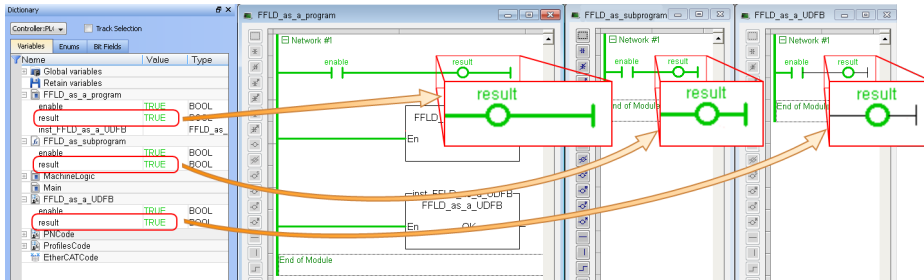 Dictionary
Controller:PL(
Track Selection
Variables
Enums
Bit Fields
Name
Value
Type
Global variables
Retain variables
FFLD_as_a_program
enable TRUE BOOL
result TRUE BOOL
inst_FFLD_as_a_UDFB FFLD_as_
FFLD_as_subprogram
enable TRUE BOOL
result TRUE BOOL
MachineLogic
Main
FFLD_as_a_UDFB
enable TRUE BOOL
result TRUE BOOL
PNCode
ProfilesCode
EtherCATCode
FFLD_as_a_program
Network #1
enable
result
result
FFLD_
En
inst_FFLD_as_a_UDFB
FFLD_as_a_UDFB
En
OK
End of Module
FFLD_as_subprogram
Network #1
enable
result
result
End of Module
FFLD_as_a_UDFB
Network #1
enable
result
result
End of Module